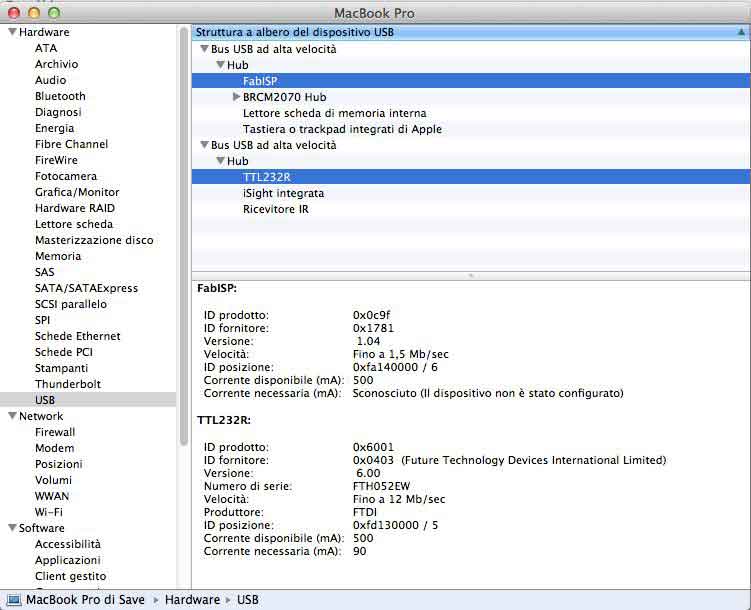 MacBook Pro
Hardware
ATA
Archivio
Audio
Bluetooth
Diagnosi
Energia
Fibre Channel
FireWire
Fotocamera
Grafica/Monitor
Hardware RAID
Lettore scheda
Masterizzazione disco
Memoria
SAS
SATA/SATAExpress
SCSI parallelo
SPI
Schede Ethernet
Schede PCI
Stampanti
Thunderbolt
USB
Network
Firewall
Modem
Posizioni
Volumi
WWAN
Wi-Fi
Software
Accessibilità
Applicazioni
Client gestito
Struttura a albero del dispositivo USB
Bus USB ad alta velocità
Hub
FabISP
BRCM2070 Hub
Lettore scheda di memoria interna
Tastiera o trackpad integrati di Apple
Bus USB ad alta velocità
Hub
TTL232R
iSight integrata
Ricevitore IR
FabISP:
ID prodotto: 0x0c9f
ID fornitore: 0x1781
Versione: 1.04
Velocità: Fino a 1,5 Mb/sec
ID posizione: 0xfa140000 / 6
Corrente disponibile (mA): 500
Corrente necessaria (mA): Sconosciuto (Il dispositivo non è stato configurato)
TTL232R:
ID prodotto: 0x6001
ID fornitore: 0x0403 (Future Technology Devices International Limited)
Versione: 6.00
Numero di serie: FTH052EW
Velocità: Fino a 12 Mb/sec
Produttore: FTDI
ID posizione: 0xfd130000 / 5
Corrente disponibile (mA): 500
Corrente necessaria (mA): 90
MacBook Pro di Save ▸ Hardware ▸ USB